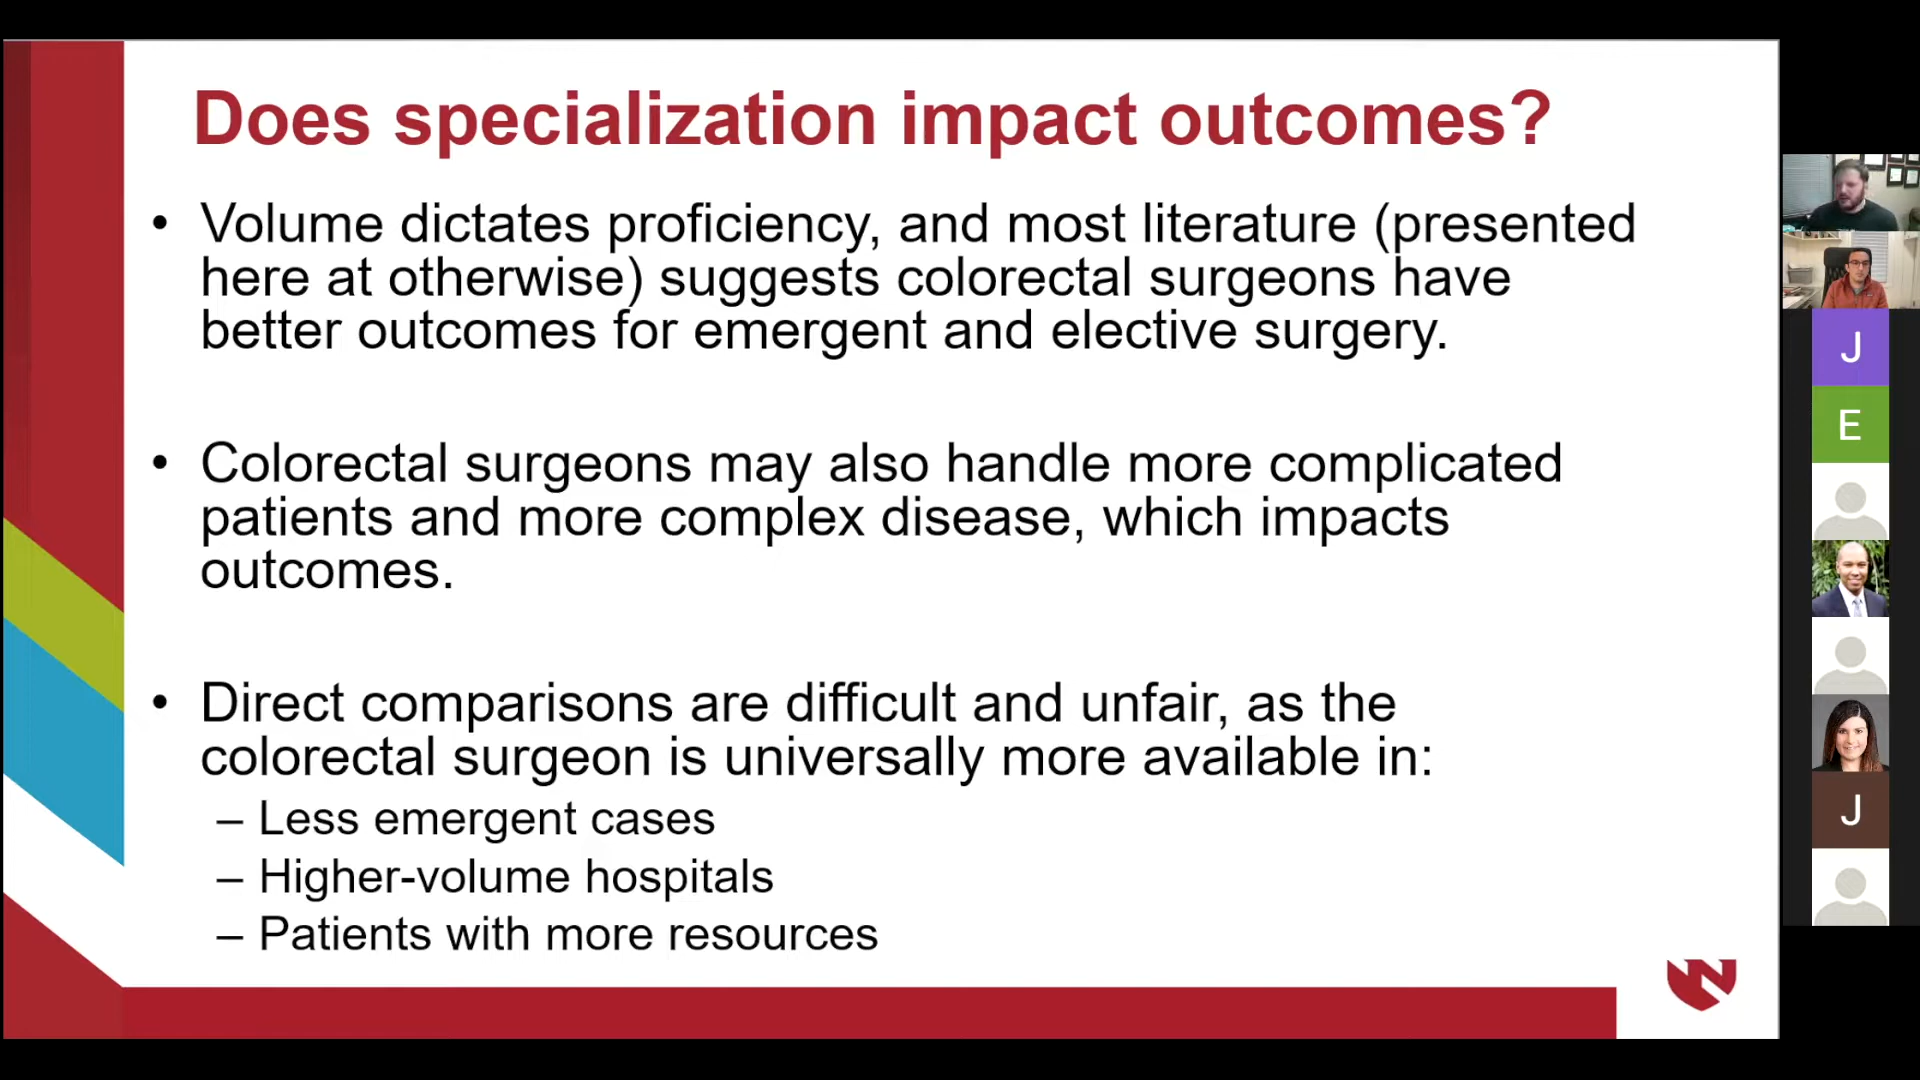 Does specialization impact outcomes?
• Volume dictates proficiency, and most literature (presented
here at otherwise) suggests colorectal surgeons have
better outcomes for emergent and elective surgery.
• Colorectal surgeons may also handle more complicated
patients and more complex disease, which impacts
outcomes.
• Direct comparisons are difficult and unfair, as the
colorectal surgeon is universally more available in:
– Less emergent cases
– Higher-volume hospitals
– Patients with more resources
J
E
J
N